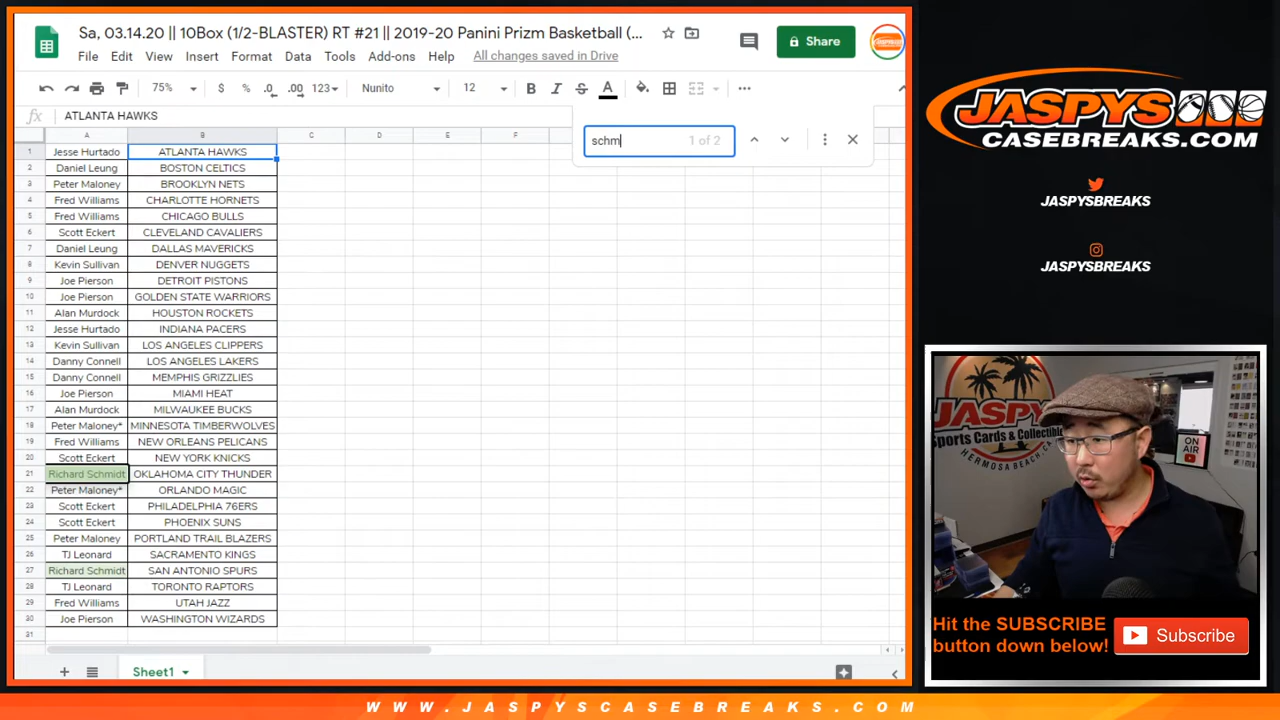 Sa, 03.14.20 || 10Box (1/2-BLASTER) RT #21 || 2019-20 Panini Prizm Basketball (...
File Edit View Insert Format Data Tools Add-ons Help All changes saved in Drive
Share
75% $ % .0 .00 123 Nunito 12 B I S A
fx ATLANTA HAWKS
schm 1 of 2
A B C D E F
1 Jesse Hurtado ATLANTA HAWKS
2 Daniel Leung BOSTON CELTICS
3 Peter Maloney BROOKLYN NETS
4 Fred Williams CHARLOTTE HORNETS
5 Fred Williams CHICAGO BULLS
6 Scott Eckert CLEVELAND CAVALIERS
7 Daniel Leung DALLAS MAVERICKS
8 Kevin Sullivan DENVER NUGGETS
9 Joe Pierson DETROIT PISTONS
10 Joe Pierson GOLDEN STATE WARRIORS
11 Alan Murdock HOUSTON ROCKETS
12 Jesse Hurtado INDIANA PACERS
13 Kevin Sullivan LOS ANGELES CLIPPERS
14 Danny Connell LOS ANGELES LAKERS
15 Danny Connell MEMPHIS GRIZZLIES
16 Joe Pierson MIAMI HEAT
17 Alan Murdock MILWAUKEE BUCKS
18 Peter Maloney* MINNESOTA TIMBERWOLVES
19 Fred Williams NEW ORLEANS PELICANS
20 Scott Eckert NEW YORK KNICKS
21 Richard Schmidt OKLAHOMA CITY THUNDER
22 Peter Maloney* ORLANDO MAGIC
23 Scott Eckert PHILADELPHIA 76ERS
24 Scott Eckert PHOENIX SUNS
25 Peter Maloney PORTLAND TRAIL BLAZERS
26 TJ Leonard SACRAMENTO KINGS
27 Richard Schmidt SAN ANTONIO SPURS
28 TJ Leonard TORONTO RAPTORS
29 Fred Williams UTAH JAZZ
30 Joe Pierson WASHINGTON WIZARDS
31
Sheet1
JASPYS
CASEBREAKS.COM
JASPYSBREAKS
JASPYSBREAKS
JASPYS
Sports Cards & Collectibles
HERMOSA BEACH, CA
ON AIR
Hit the SUBSCRIBE
button down below!
Subscribe
WWW.JASPYSCASEBREAKS.COM